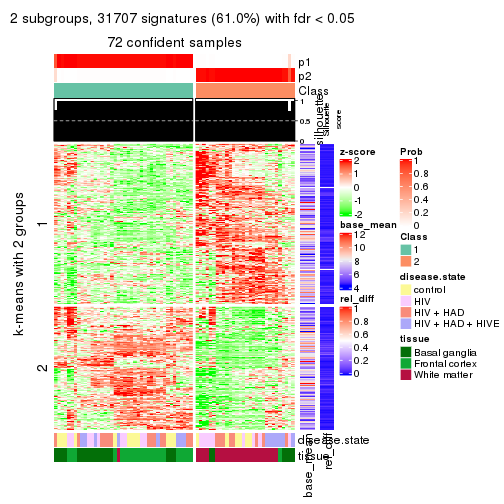 2 subgroups, 31707 signatures (61.0%) with fdr < 0.05
72 confident samples
p1
p2
Class
1
0.5
0
silhouette
Silhouette
score
k-means with 2 groups
1
2
disease.state
tissue
base_mean
rel_diff
z-score
2
1
0
-1
-2
base_mean
12
10
8
6
4
rel_diff
1
0.8
0.6
0.4
0.2
0
Prob
1
0.8
0.6
0.4
0.2
0
Class
1
2
disease.state
control
HIV
HIV + HAD
HIV + HAD + HIVE
tissue
Basal ganglia
Frontal cortex
White matter